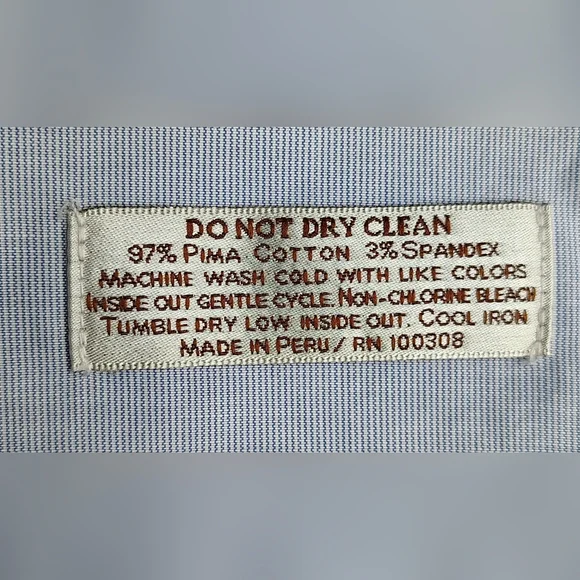 DO NOT DRY CLEAN
97% PIMA COTTON 3% SPANDEX
MACHINE WASH COLD WITH LIKE COLORS
INSIDE OUT GENTLE CYCLE. NON-CHLORINE BLEACH
TUMBLE DRY LOW INSIDE OUT. COOL IRON
MADE IN PERU / RN 100308